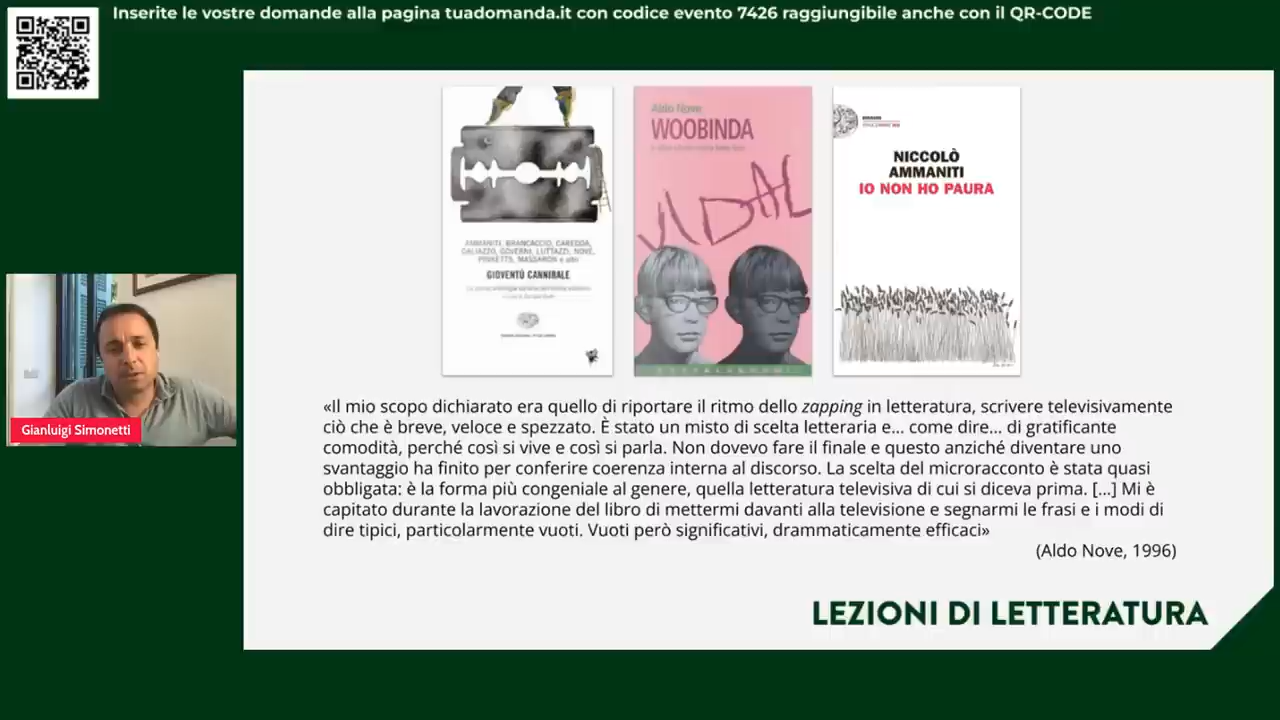 Inserite le vostre domande alla pagina tuadomanda.it con codice evento 7426 raggiungibile anche con il QR-CODE
AMMANITI, BRANCACCIO, CAREDDA,
GALIAZZO, GOVERNI, LUTTAZZI, NOVE,
PINKETTS, MASSARON e altri
GIOVENTÙ CANNIBALE
Aldo Nove
WOOBINDA
VIDAL
EINAUDI
NICCOLÒ
AMMANITI
IO NON HO PAURA
Gianluigi Simonetti
«Il mio scopo dichiarato era quello di riportare il ritmo dello zapping in letteratura, scrivere televisivamente
ciò che è breve, veloce e spezzato. È stato un misto di scelta letteraria e... come dire... di gratificante
comodità, perché così si vive e così si parla. Non dovevo fare il finale e questo anziché diventare uno
svantaggio ha finito per conferire coerenza interna al discorso. La scelta del microracconto è stata quasi
obbligata: è la forma più congeniale al genere, quella letteratura televisiva di cui si diceva prima. [...] Mi è
capitato durante la lavorazione del libro di mettermi davanti alla televisione e segnarmi le frasi e i modi di
dire tipici, particolarmente vuoti. Vuoti però significativi, drammaticamente efficaci»
(Aldo Nove, 1996)
LEZIONI DI LETTERATURA